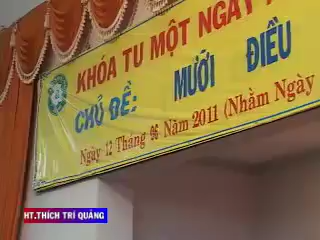 KHÓA TU MỘT NGÀY
CHỦ ĐỀ: MƯỜI ĐIỀU
Ngày 12 Tháng 06 Năm 2011 (Nhằm Ngày
HT.THÍCH TRÍ QUẢNG